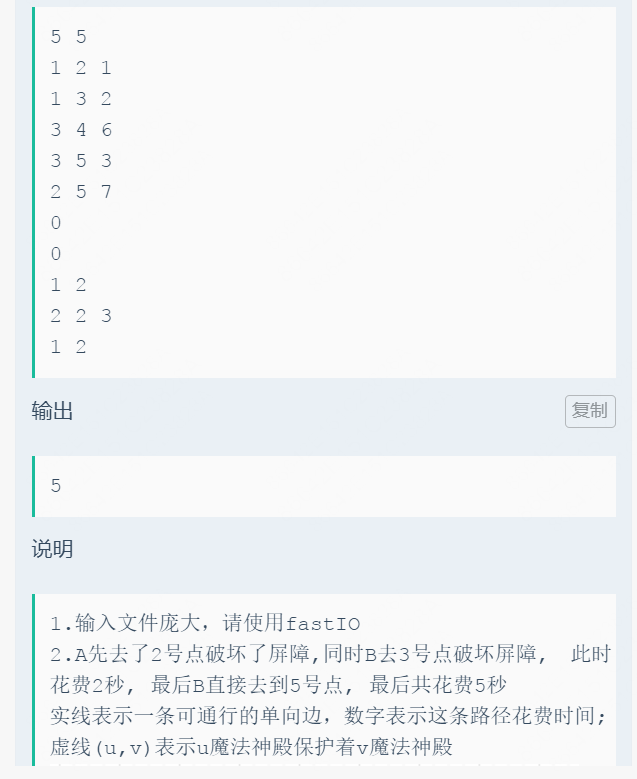 5 5
1 2 1
1 3 2
3 4 6
3 5 3
2 5 7
0
0
1 2
2 2 3
1 2
输出
复制
5
说明
1.输入文件庞大，请使用fastIO
2.A先去了2号点破坏了屏障,同时B去3号点破坏屏障， 此时
花费2秒，最后B直接去到5号点，最后共花费5秒
实线表示一条可通行的单向边，数字表示这条路径花费时间;
虚线(u,v)表示u魔法神殿保护着v魔法神殿